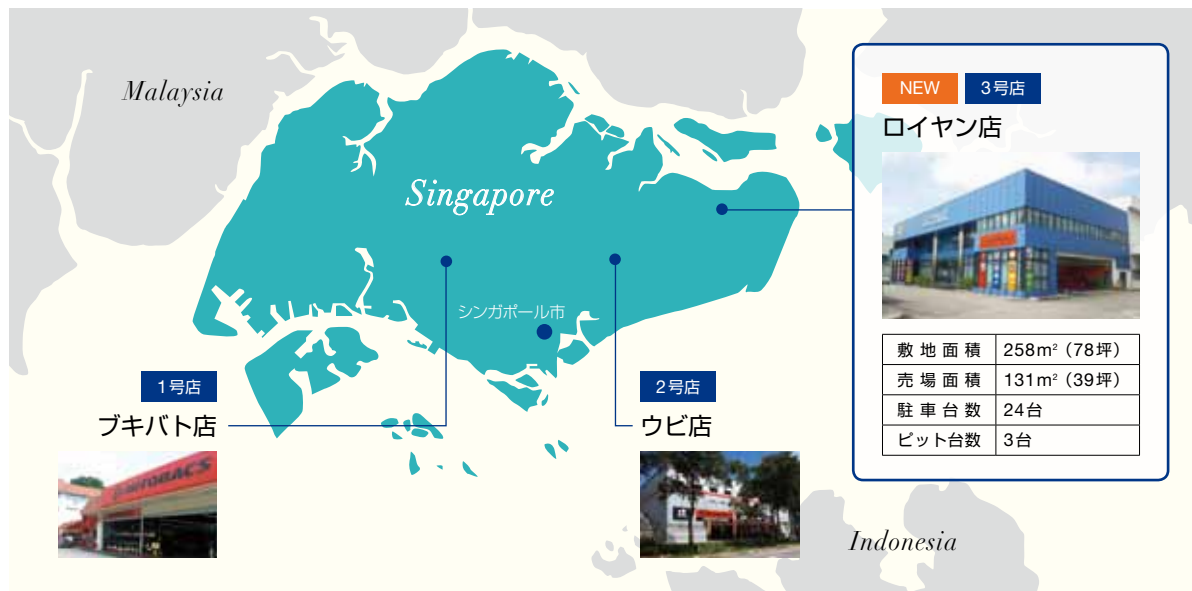 Malaysia
Singapore
シンガポール市
1号店
ブキバト店
AUTOBACS
2号店
ウビ店
NEW 3号店
ロイヤン店
敷地面積 258m²（78坪）
売場面積 131m²（39坪）
駐車台数 24台
ピット台数 3台
Indonesia